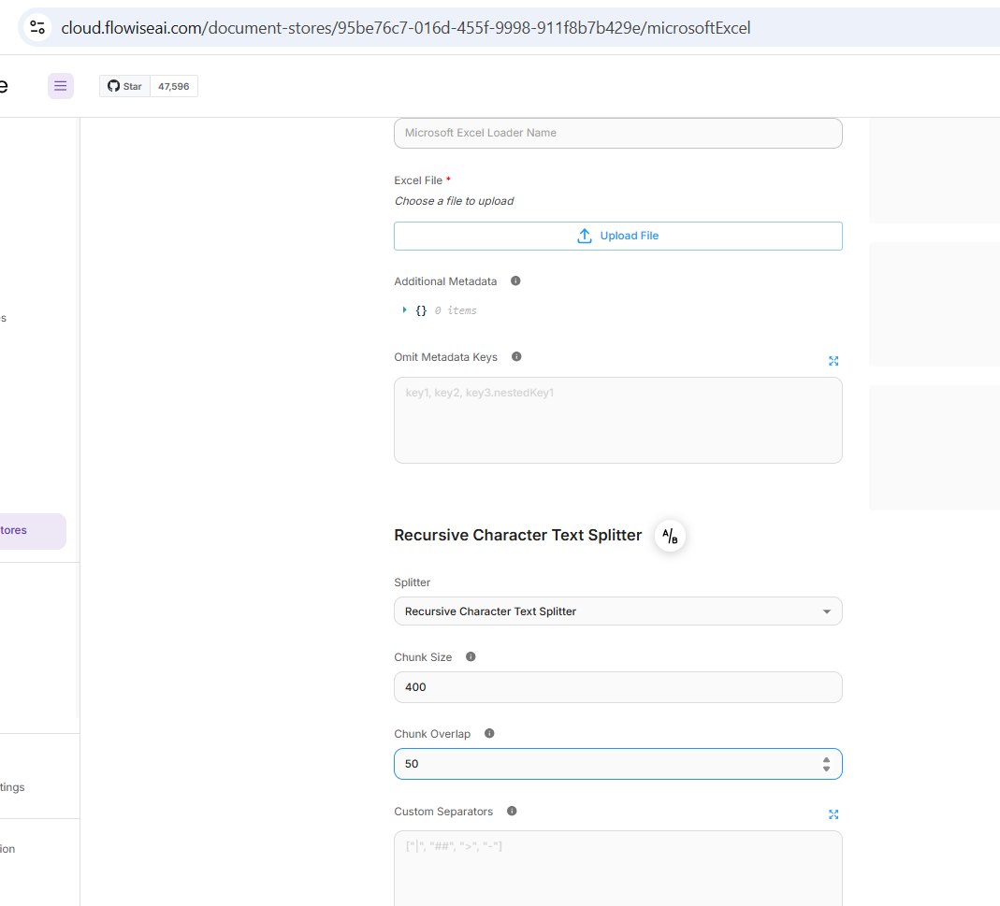 cloud.flowiseai.com/document-stores/95be76c7-016d-455f-9998-911f8b7b429e/microsoftExcel
e
Star 47,596
Microsoft Excel Loader Name
Excel File *
Choose a file to upload
Upload File
Additional Metadata
{} 0 items
s
Omit Metadata Keys
key1, key2, key3.nestedKey1
tores
Recursive Character Text Splitter A/B
Splitter
Recursive Character Text Splitter
Chunk Size
400
Chunk Overlap
50
tings
Custom Separators
["|", "##", ">", "-"]
ion